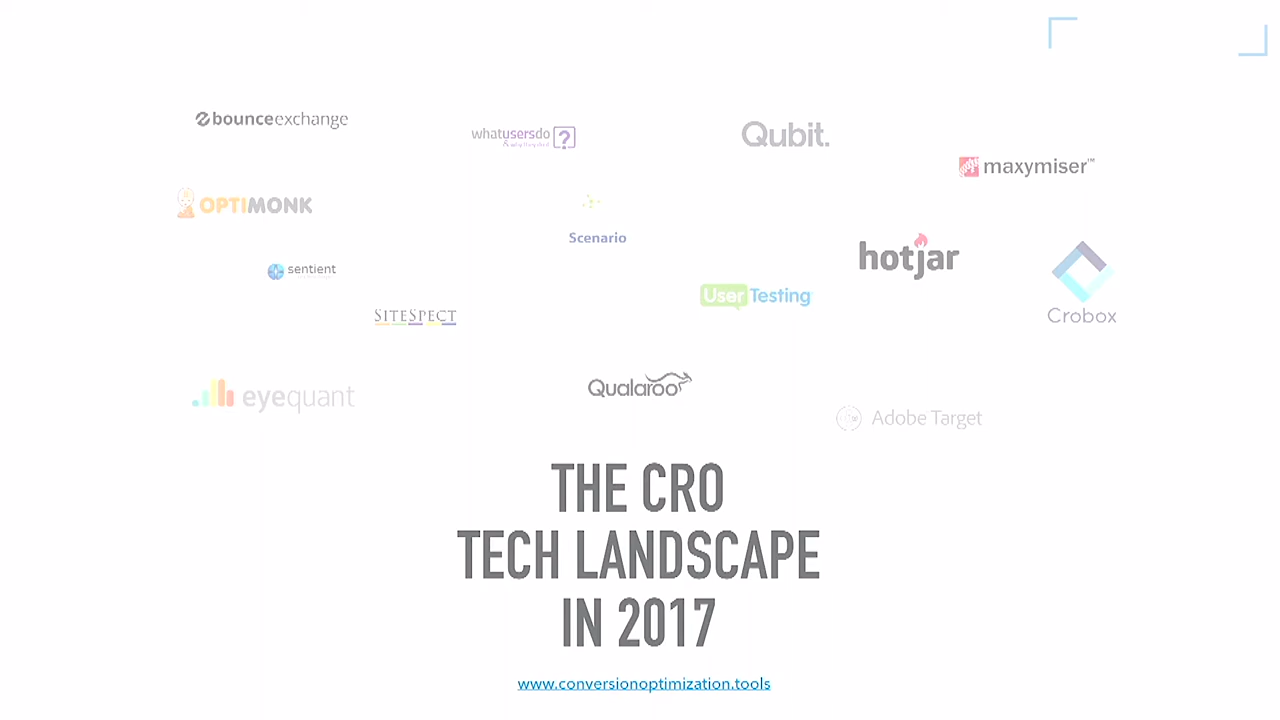 bounceexchange
whatusersdo
Qubit.
maxymiser™
OPTIMONK
Scenario
hotjar
sentient
UserTesting
SITESPECT
Crobox
Qualaroo
eyequant
Adobe Target
THE CRO
TECH LANDSCAPE
IN 2017
www.conversionoptimization.tools